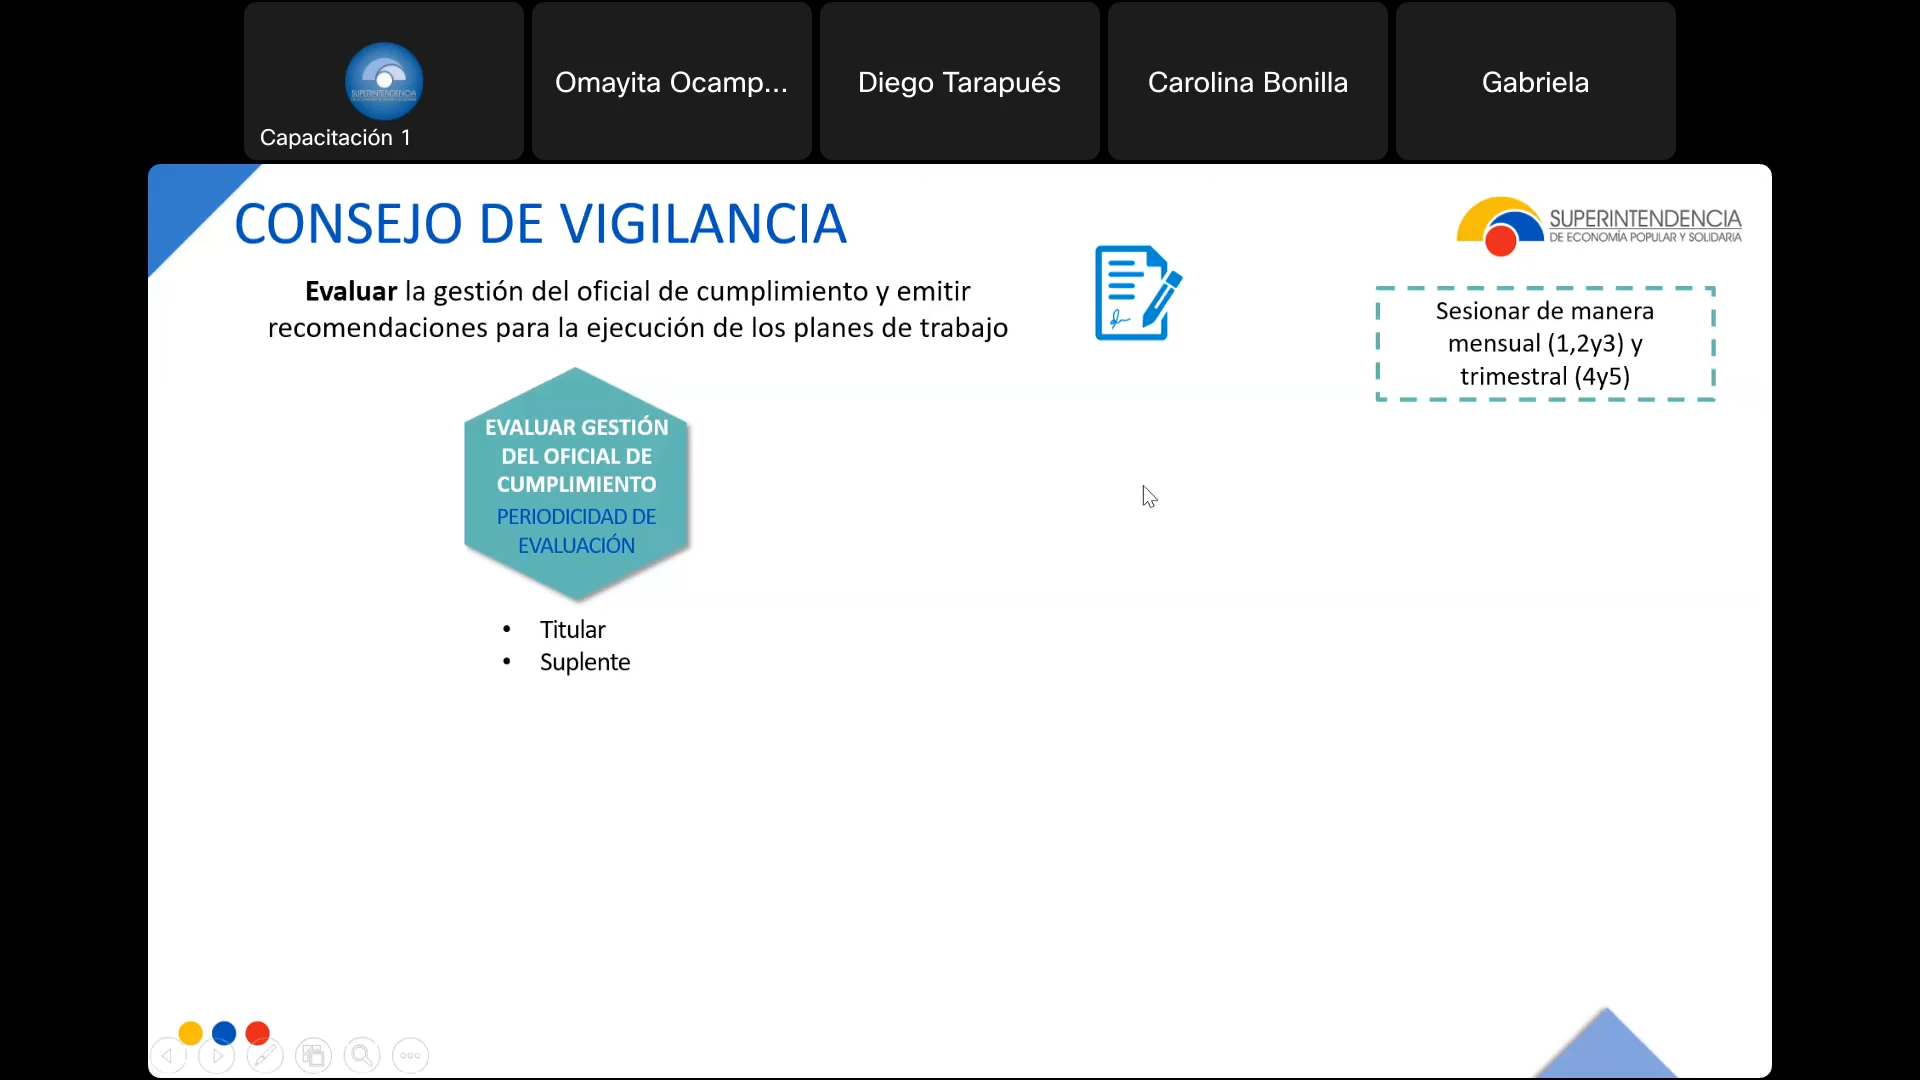 SUPERINTENDENCIA
Capacitación 1
Omayita Ocamp...
Diego Tarapués
Carolina Bonilla
Gabriela
CONSEJO DE VIGILANCIA
SUPERINTENDENCIA
DE ECONOMÍA POPULAR Y SOLIDARIA
Evaluar la gestión del oficial de cumplimiento y emitir
recomendaciones para la ejecución de los planes de trabajo
Sesionar de manera
mensual (1,2y3) y
trimestral (4y5)
EVALUAR GESTIÓN
DEL OFICIAL DE
CUMPLIMIENTO
PERIODICIDAD DE
EVALUACIÓN
• Titular
• Suplente